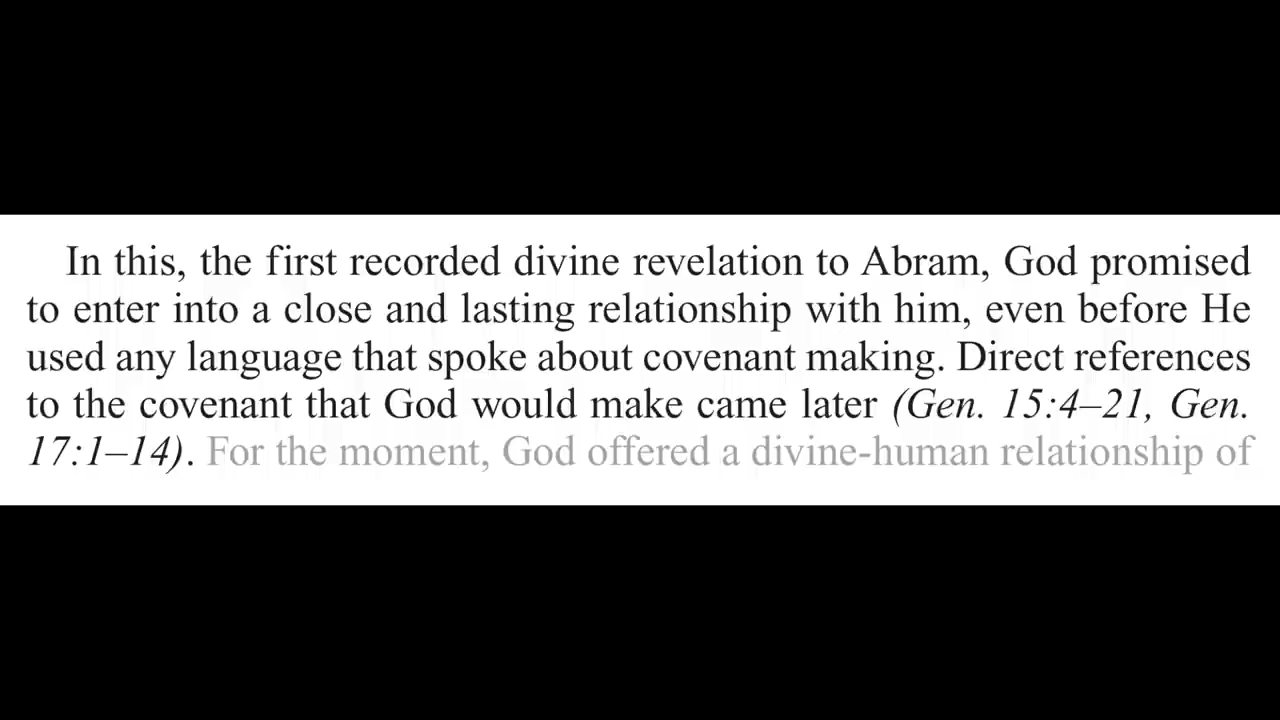 In this, the first recorded divine revelation to Abram, God promised
to enter into a close and lasting relationship with him, even before He
used any language that spoke about covenant making. Direct references
to the covenant that God would make came later (Gen. 15:4–21, Gen.
17:1–14). For the moment, God offered a divine-human relationship of